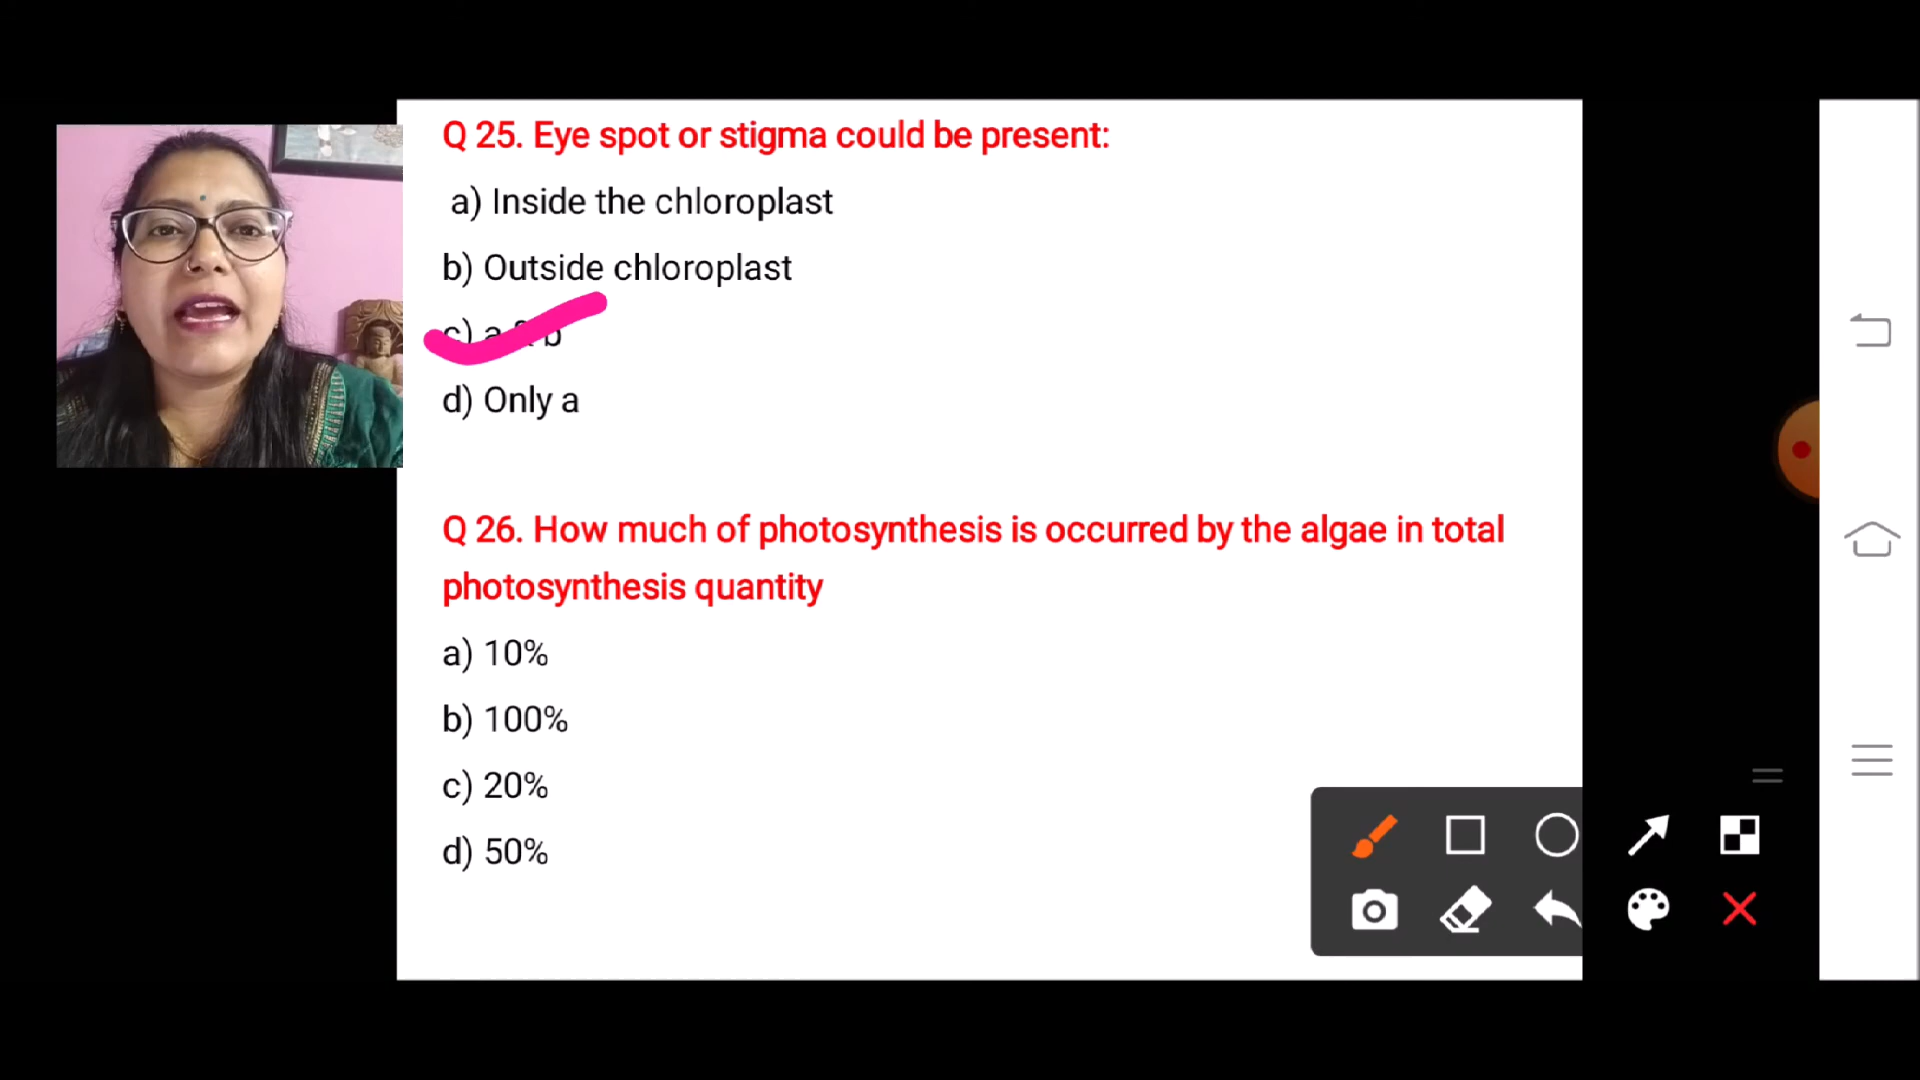 Q 25. Eye spot or stigma could be present:
a) Inside the chloroplast
b) Outside chloroplast
c) a & b
d) Only a
Q 26. How much of photosynthesis is occurred by the algae in total
photosynthesis quantity
a) 10%
b) 100%
c) 20%
d) 50%